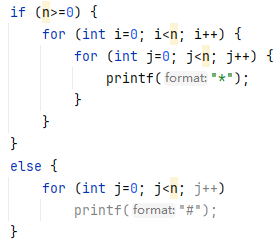 if (n>=0) {
    for (int i=0; i<n; i++) {
        for (int j=0; j<n; j++) {
            printf( format: "*");
        }
    }
}
else {
    for (int j=0; j<n; j++)
        printf( format: "#");
}